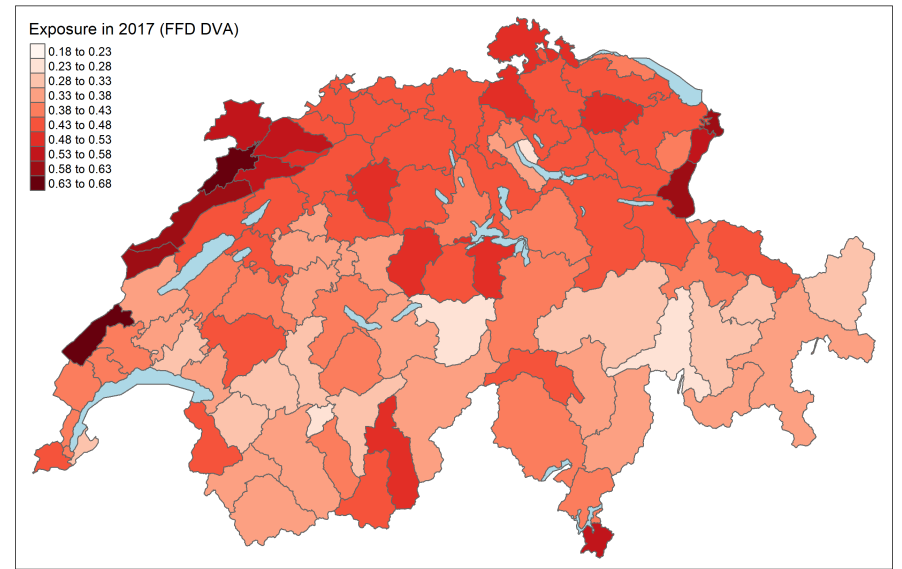 Exposure in 2017 (FFD DVA)
0.18 to 0.23
0.23 to 0.28
0.28 to 0.33
0.33 to 0.38
0.38 to 0.43
0.43 to 0.48
0.48 to 0.53
0.53 to 0.58
0.58 to 0.63
0.63 to 0.68